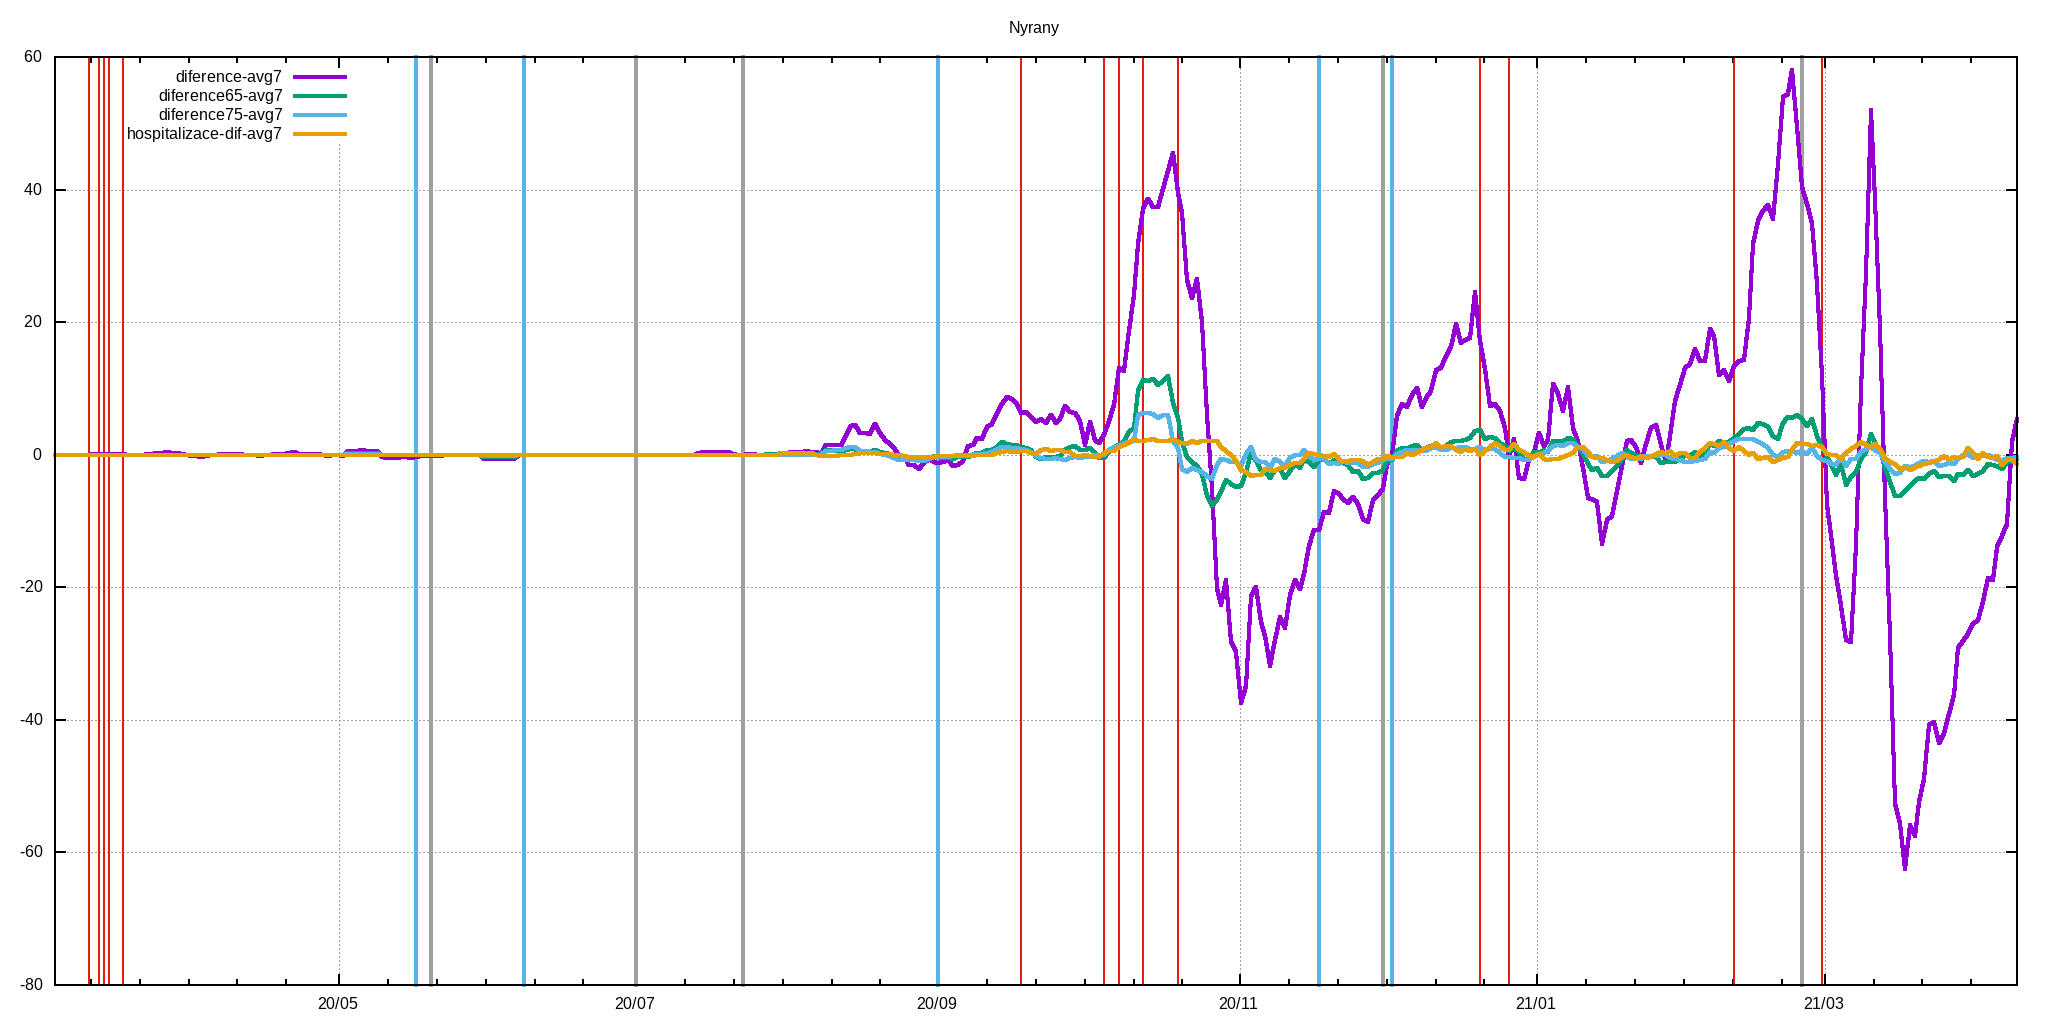 Nyrany
diference-avg7
diference65-avg7
diference75-avg7
hospitalizace-dif-avg7
60
40
20
0
-20
-40
-60
-80
20/05 20/07 20/09 20/11 21/01 21/03